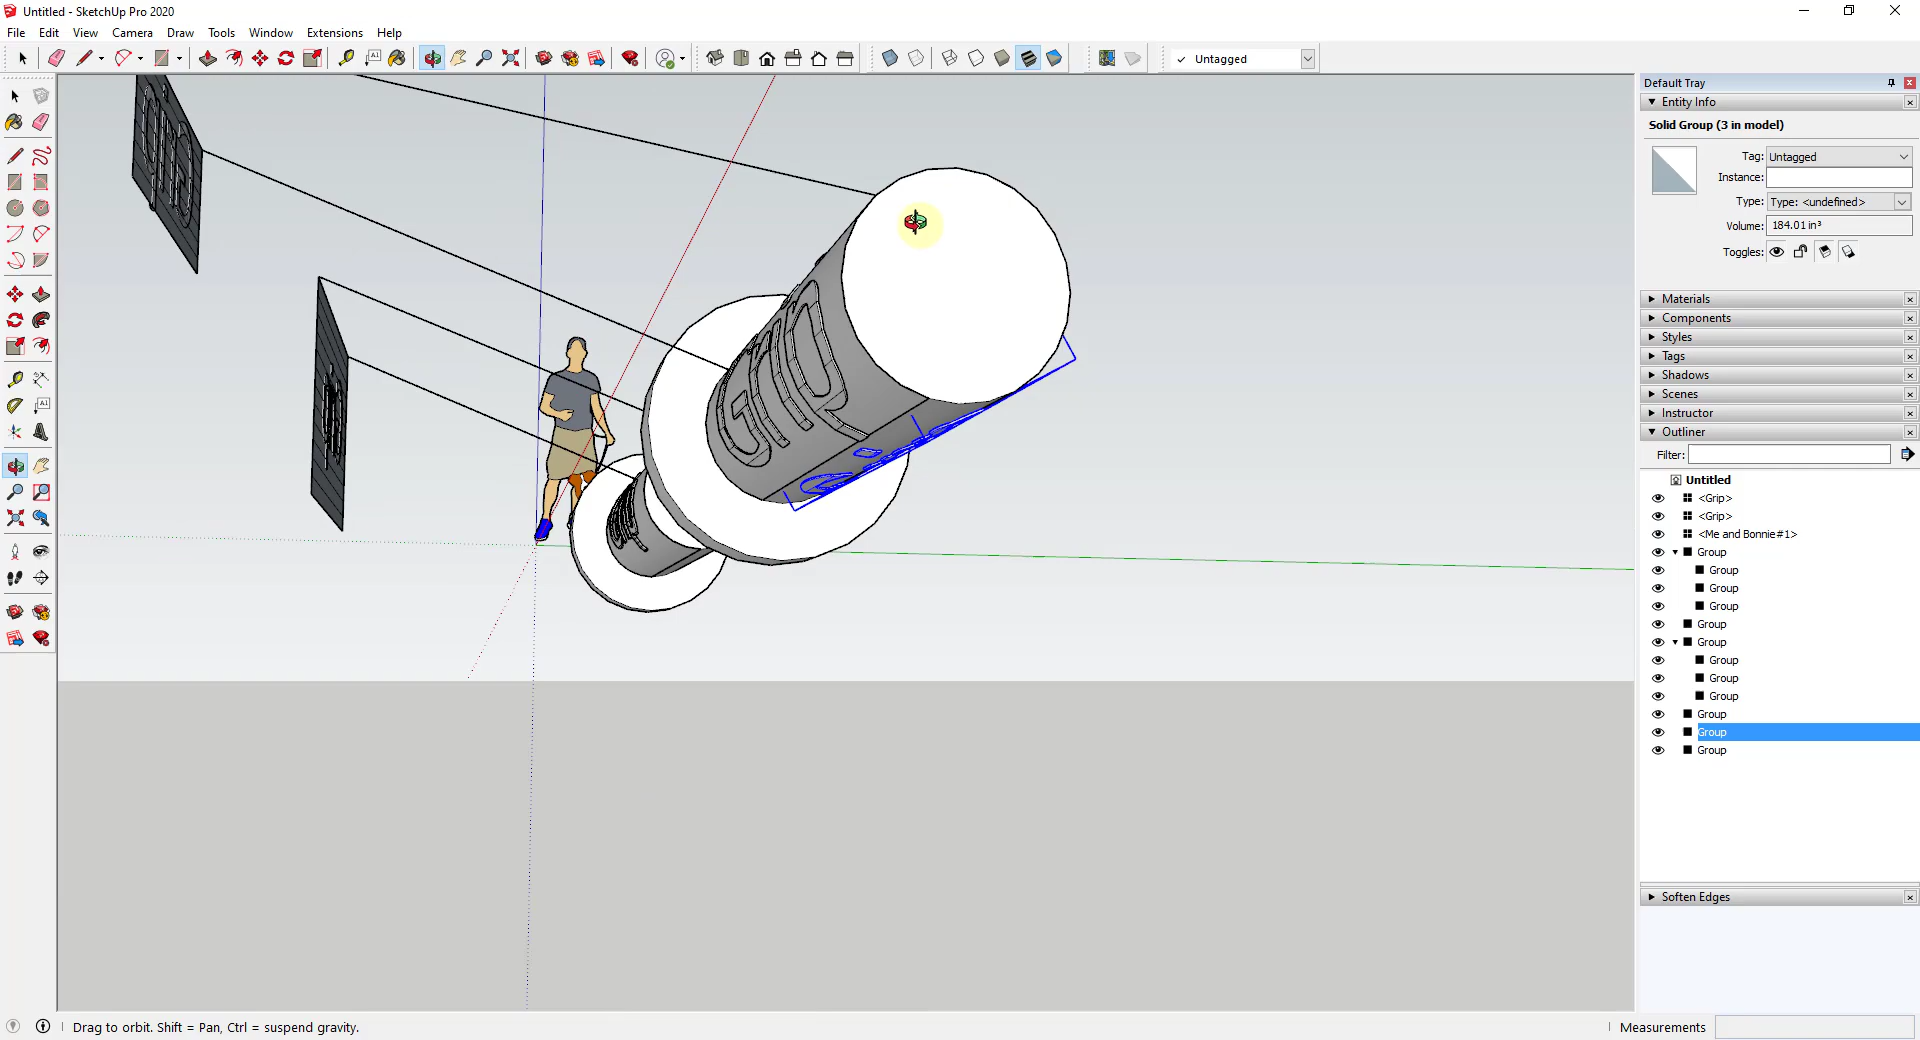 Untitled - SketchUp Pro 2020
File Edit View Camera Draw Tools Window Extensions Help
✓ Untagged
Default Tray
Entity Info
Solid Group (3 in model)
Tag: Untagged
Instance:
Type: Type: <undefined>
Volume: 184.01 in³
Toggles:
Materials
Components
Styles
Tags
Shadows
Scenes
Instructor
Outliner
Filter:
Untitled
<Grip>
<Grip>
<Me and Bonnie#1>
Group
Group
Group
Group
Group
Group
Group
Group
Group
Group
Group
Group
Soften Edges
Drag to orbit. Shift = Pan, Ctrl = suspend gravity.
Measurements